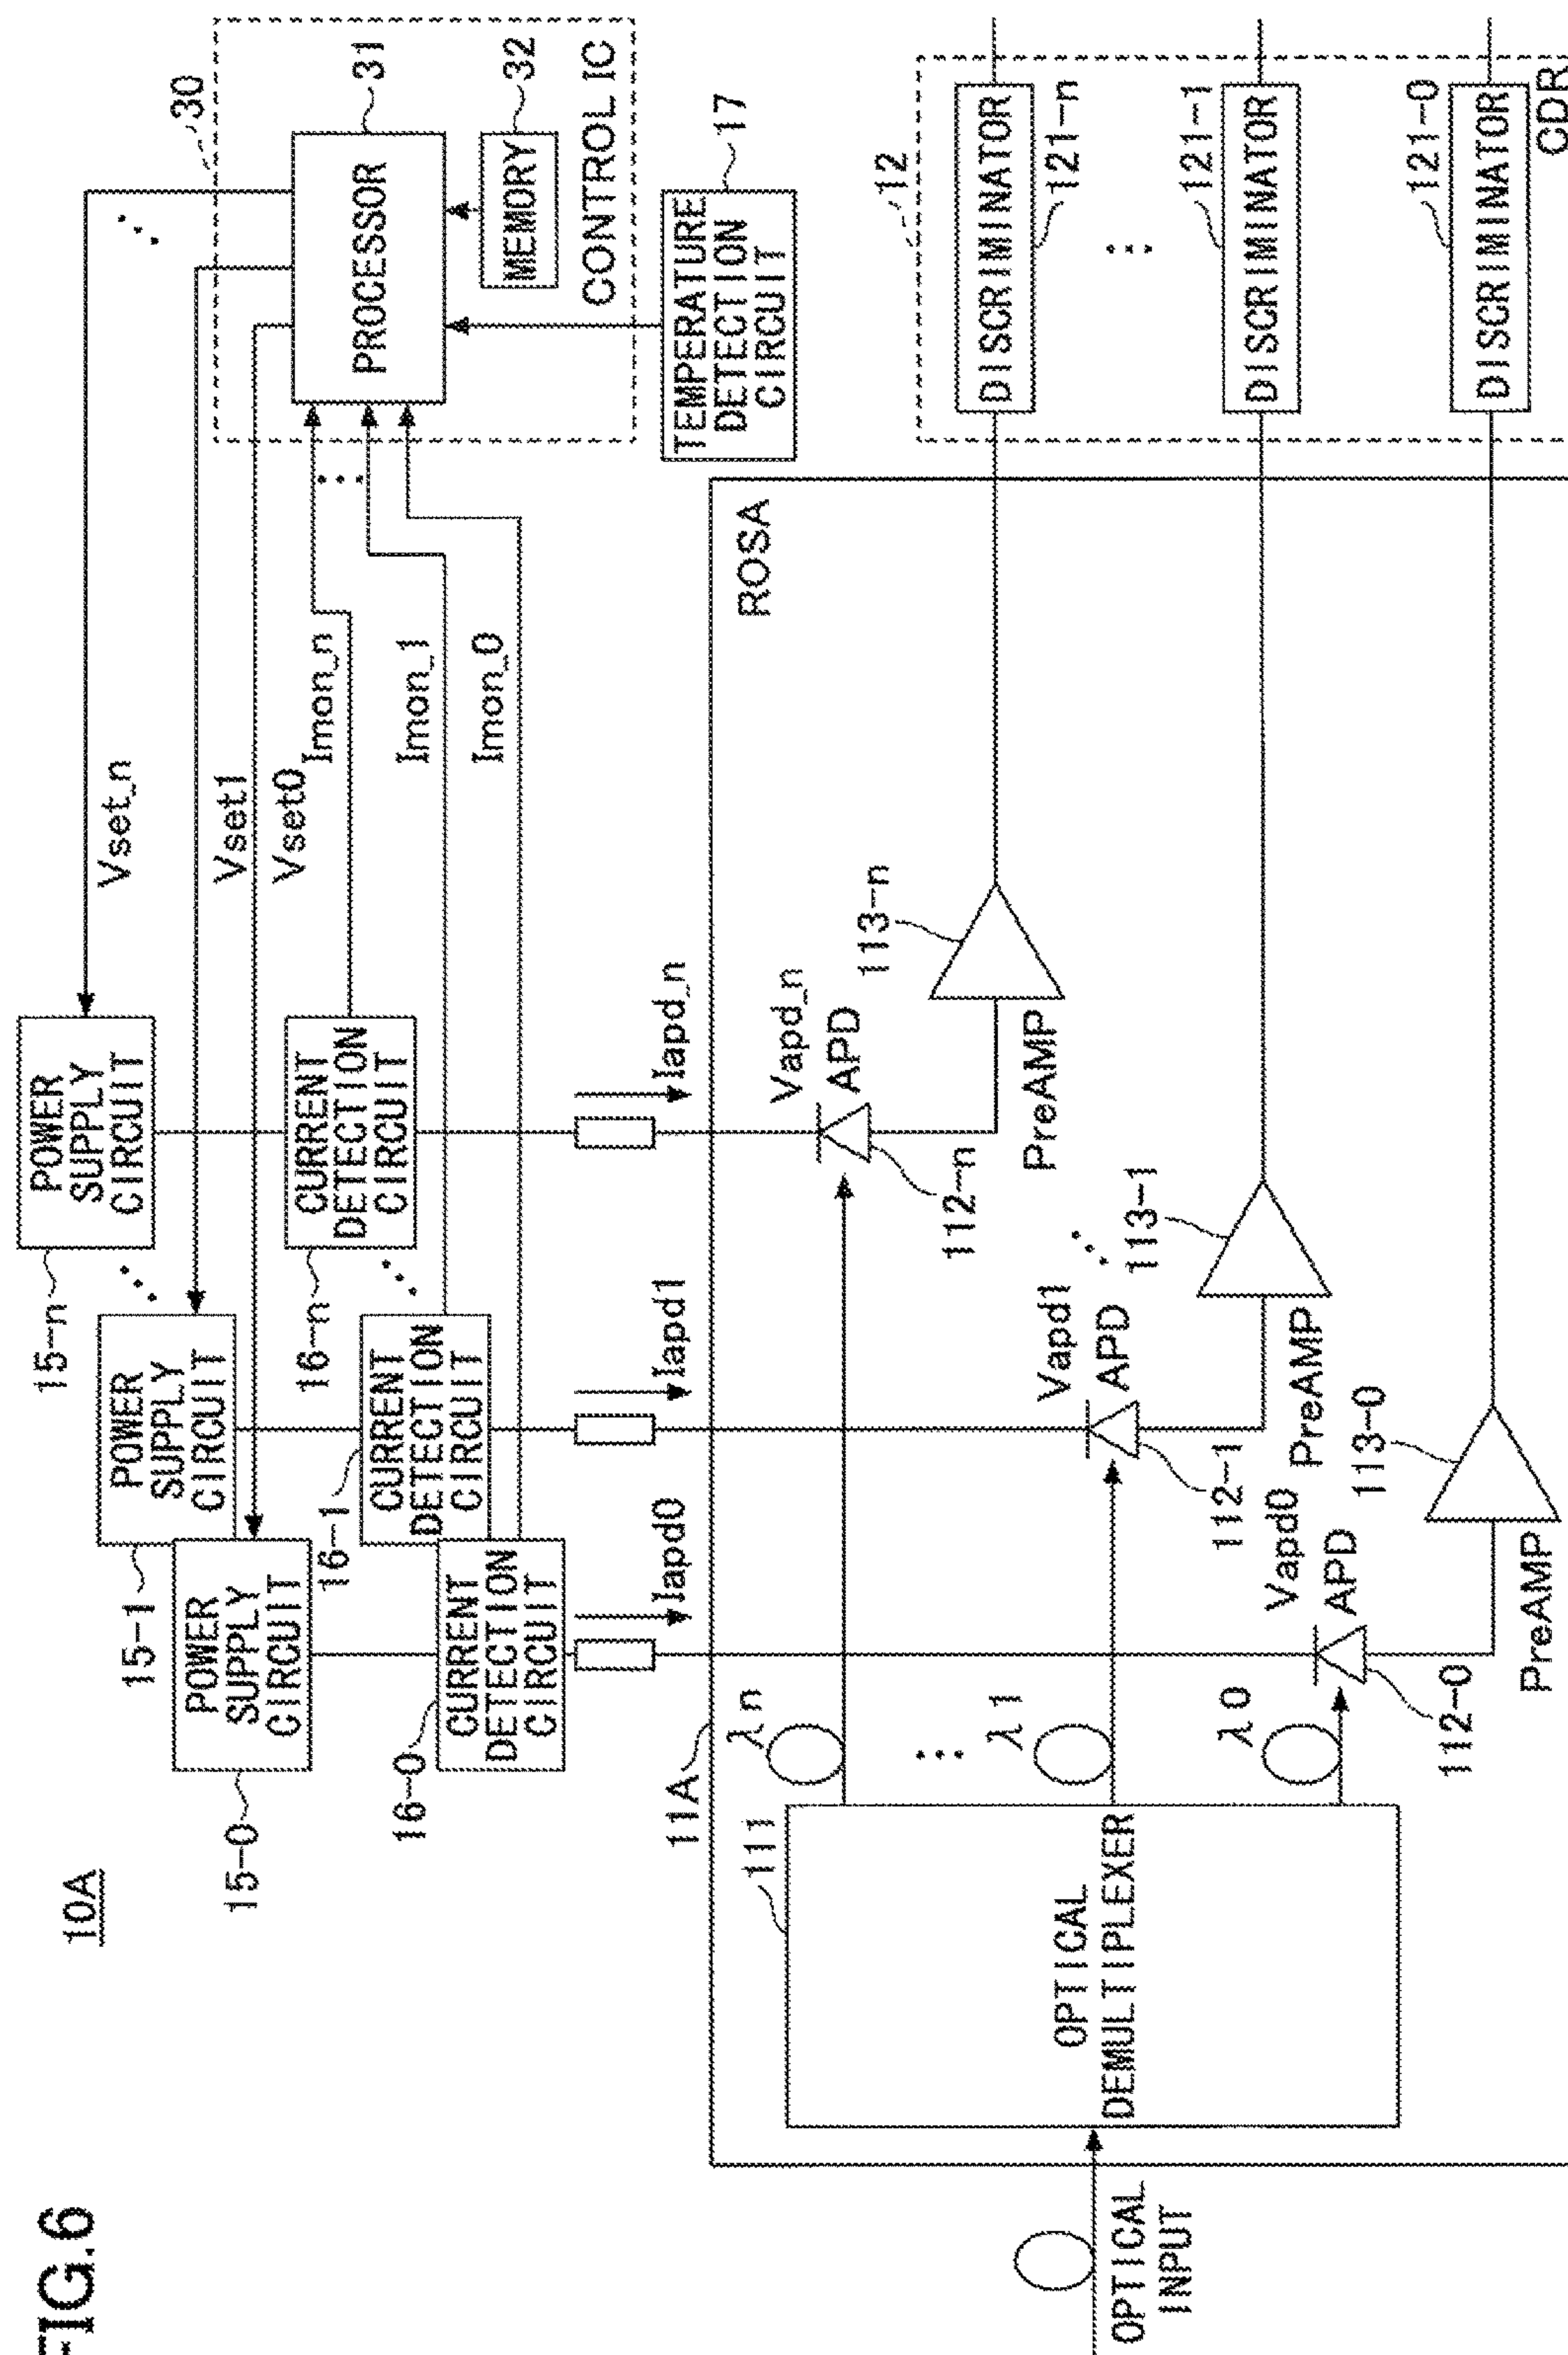 FIG.6
10A
POWER
SUPPLY
CIRCUIT
15-n
POWER
SUPPLY
CIRCUIT
15-1
POWER
SUPPLY
CIRCUIT
15-0
Vset_n
Vset1
Vset0
30
PROCESSOR
31
MEMORY
32
CONTROL IC
CURRENT
DETECTION
CIRCUIT
16-n
CURRENT
DETECTION
CIRCUIT
16-1
CURRENT
DETECTION
CIRCUIT
16-0
Imon_n
Imon_1
Imon_0
TEMPERATURE
DETECTION
CIRCUIT
17
Iapd0
Iapd1
Iapd_n
11A
ROSA
OPTICAL
INPUT
OPTICAL
DEMULTIPLEXER
111
λn
λ1
λ0
Vapd_n
APD
112-n
113-n
PreAMP
Vapd1
APD
112-1
113-1
PreAMP
Vapd0
APD
112-0
113-0
PreAMP
12
DISCRIMINATOR
121-n
DISCRIMINATOR
121-1
DISCRIMINATOR
121-0
CDR